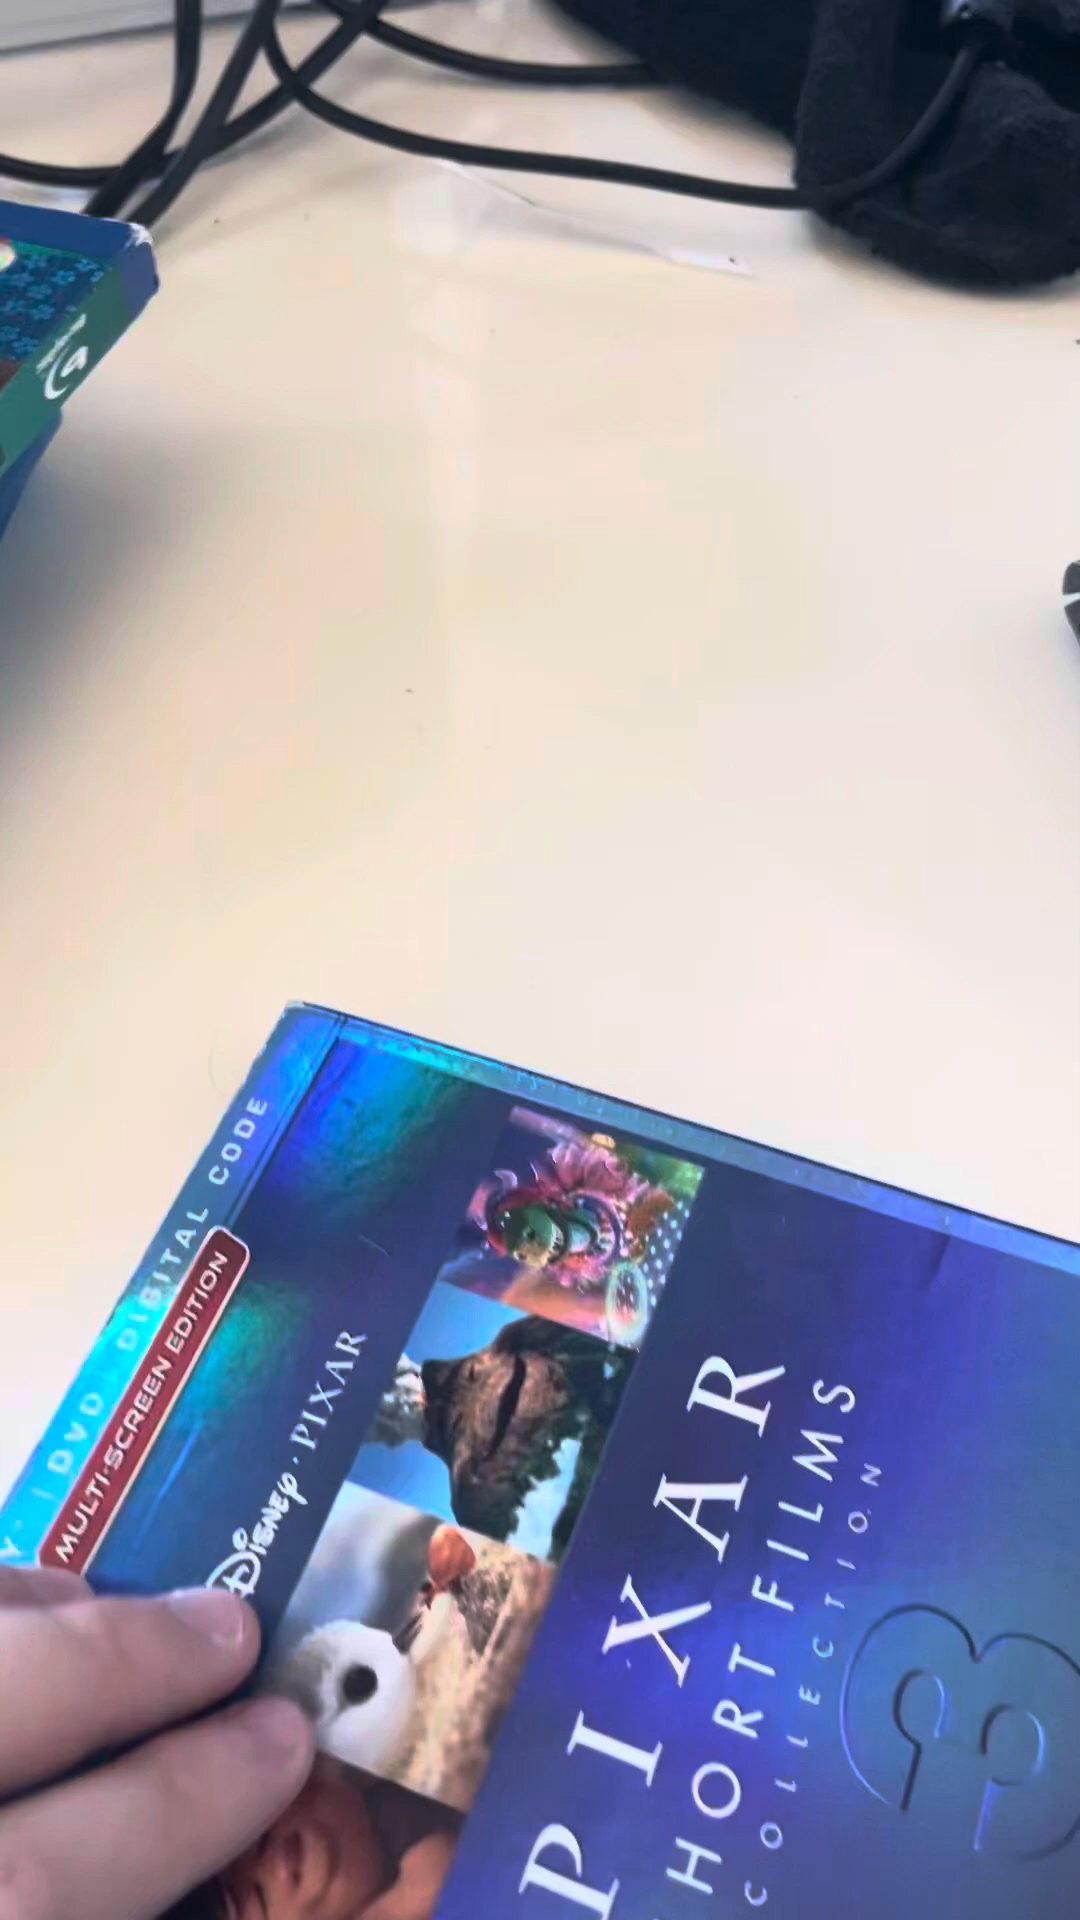 DVD DIGITAL CODE
MULTI-SCREEN EDITION
DISNEY · PIXAR
PIXAR
SHORT FILMS
COLLECTION
3